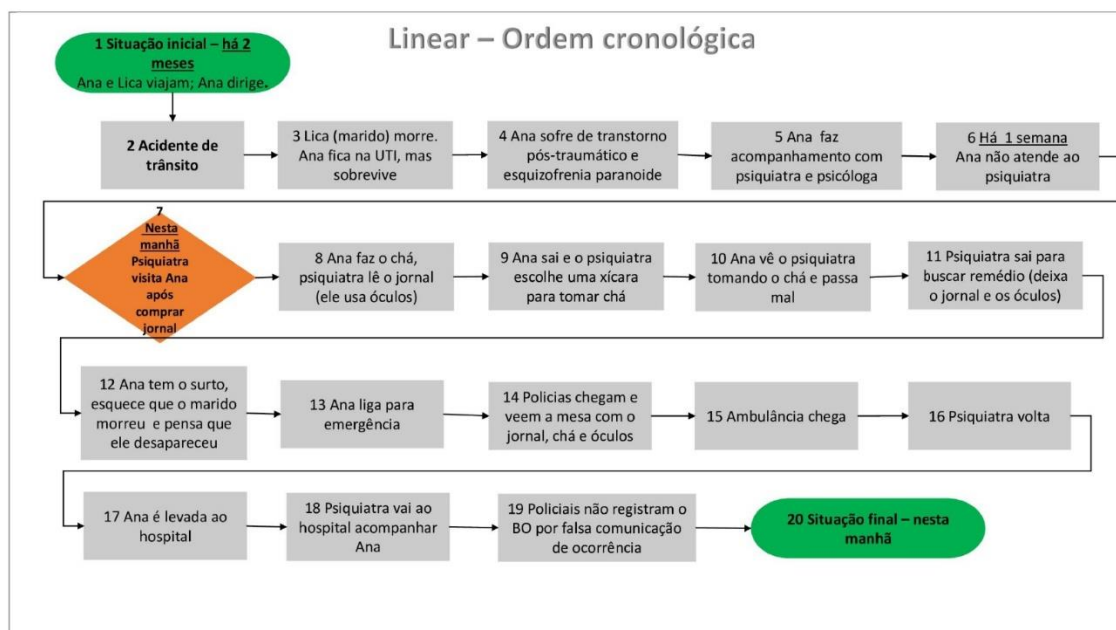 Linear – Ordem cronológica
1 Situação inicial – há 2
meses
Ana e Lica viajam; Ana dirige.
2 Acidente de
trânsito
3 Lica (marido) morre.
Ana fica na UTI, mas
sobrevive
4 Ana sofre de transtorno
pós-traumático e
esquizofrenia paranoide
5 Ana faz
acompanhamento com
psiquiatra e psicóloga
6 Há 1 semana
Ana não atende ao
psiquiatra
7
Nesta
manhã
Psiquiatra
visita Ana
após
comprar
jornal
8 Ana faz o chá,
psiquiatra lê o jornal
(ele usa óculos)
9 Ana sai e o psiquiatra
escolhe uma xícara
para tomar chá
10 Ana vê o psiquiatra
tomando o chá e passa
mal
11 Psiquiatra sai para
buscar remédio (deixa
o jornal e os óculos)
12 Ana tem o surto,
esquece que o marido
morreu e pensa que
ele desapareceu
13 Ana liga para
emergência
14 Policias chegam e
veem a mesa com o
jornal, chá e óculos
15 Ambulância chega
16 Psiquiatra volta
17 Ana é levada ao
hospital
18 Psiquiatra vai ao
hospital acompanhar
Ana
19 Policiais não registram o
BO por falsa comunicação
de ocorrência
20 Situação final – nesta
manhã